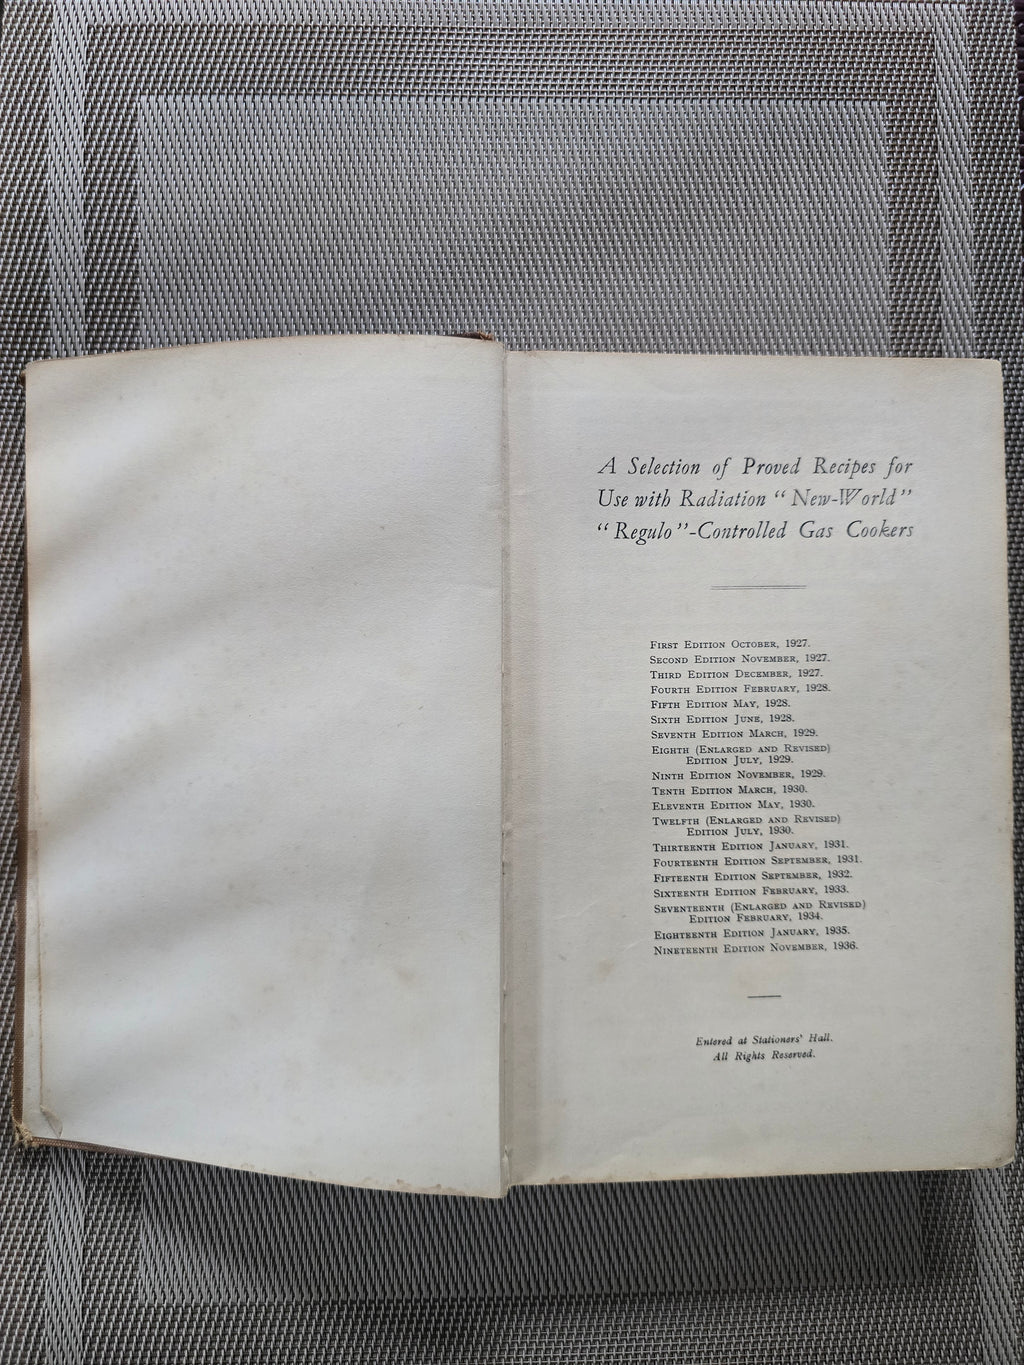 A Selection of Proved Recipes for
Use with Radiation “ New-World”
“ Regulo ”-Controlled Gas Cookers
First Edition October, 1927.
Second Edition November, 1927.
Third Edition December, 1927.
Fourth Edition February, 1928.
Fifth Edition May, 1928.
Sixth Edition June, 1928.
Seventh Edition March, 1929.
Eighth (Enlarged and Revised)
Edition July, 1929.
Ninth Edition November, 1929.
Tenth Edition March, 1930.
Eleventh Edition May, 1930.
Twelfth (Enlarged and Revised)
Edition July, 1930.
Thirteenth Edition January, 1931.
Fourteenth Edition September, 1931.
Fifteenth Edition September, 1932.
Sixteenth Edition February, 1933.
Seventeenth (Enlarged and Revised)
Edition February, 1934.
Eighteenth Edition January, 1935.
Nineteenth Edition November, 1936.
Entered at Stationers’ Hall.
All Rights Reserved.